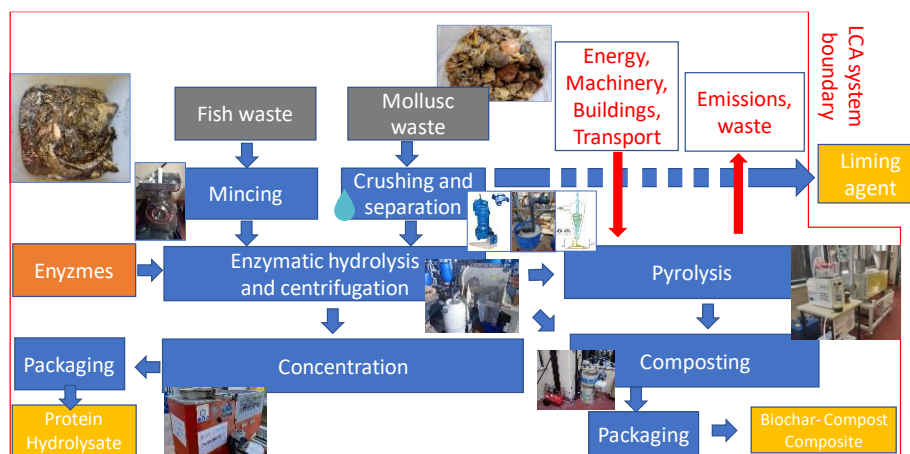 Energy,
Machinery,
Buildings,
Transport
Emissions,
waste
LCA system
boundary
Fish waste
Mollusc
waste
Liming
agent
Mincing
Crushing and
separation
Enyzmes
Enzymatic hydrolysis
and centrifugation
Pyrolysis
Packaging
Concentration
Composting
Protein
Hydrolysate
Packaging
Biochar- Compost
Composite